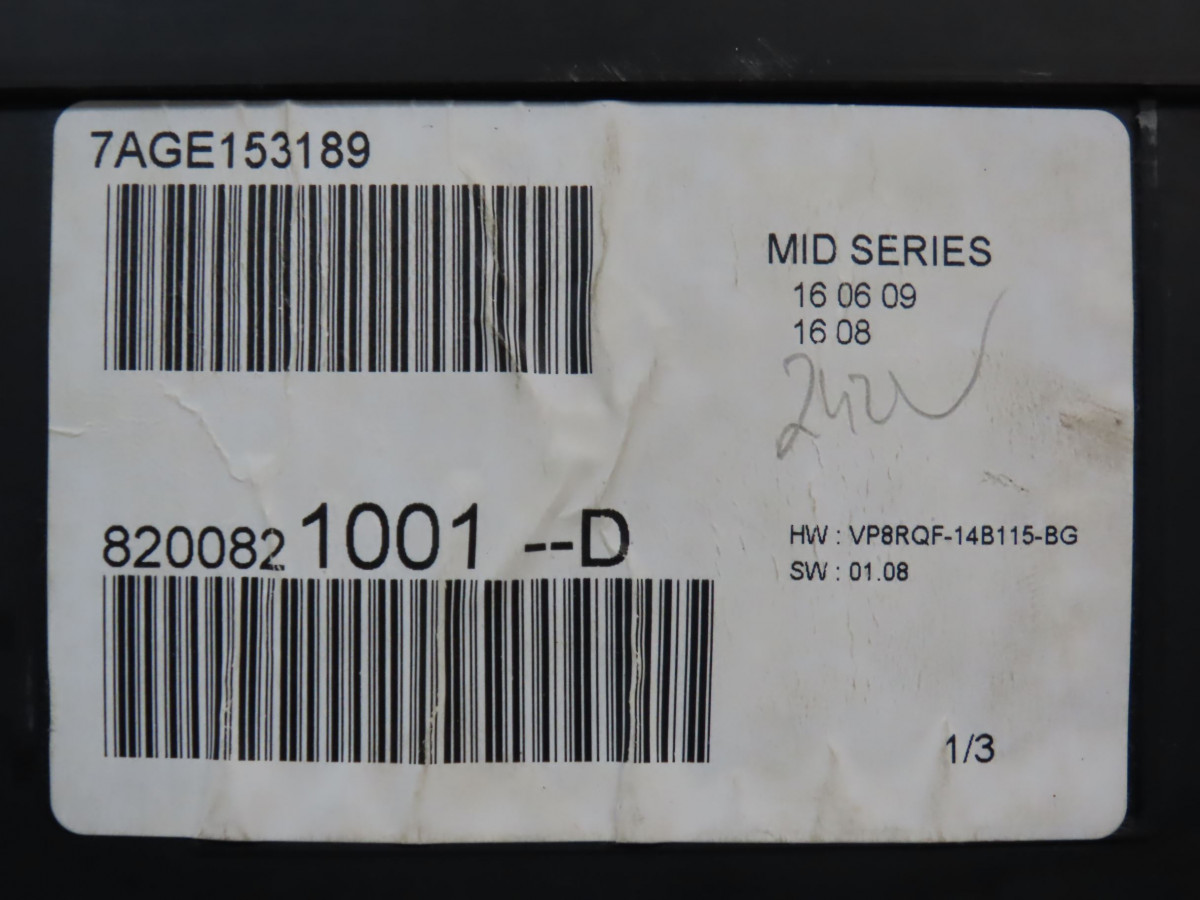 7AGE153189
MID SERIES
16 06 09
16 08
8200821001 --D
HW : VP8RQF-14B115-BG
SW : 01.08
1/3